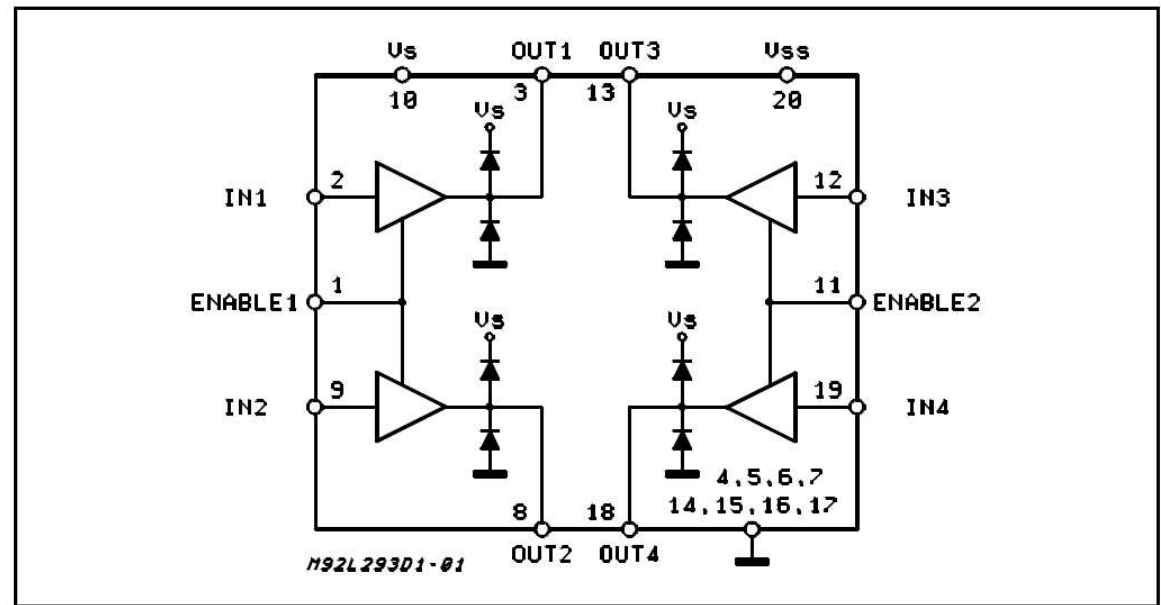 Vs OUT1 OUT3 Vss
10 3 13 20
Vs Vs
IN1 2 12 IN3
ENABLE1 1 11 ENABLE2
Vs Vs
IN2 9 19 IN4
4,5,6,7
8 18 14,15,16,17
OUT2 OUT4
M92L293D1-01